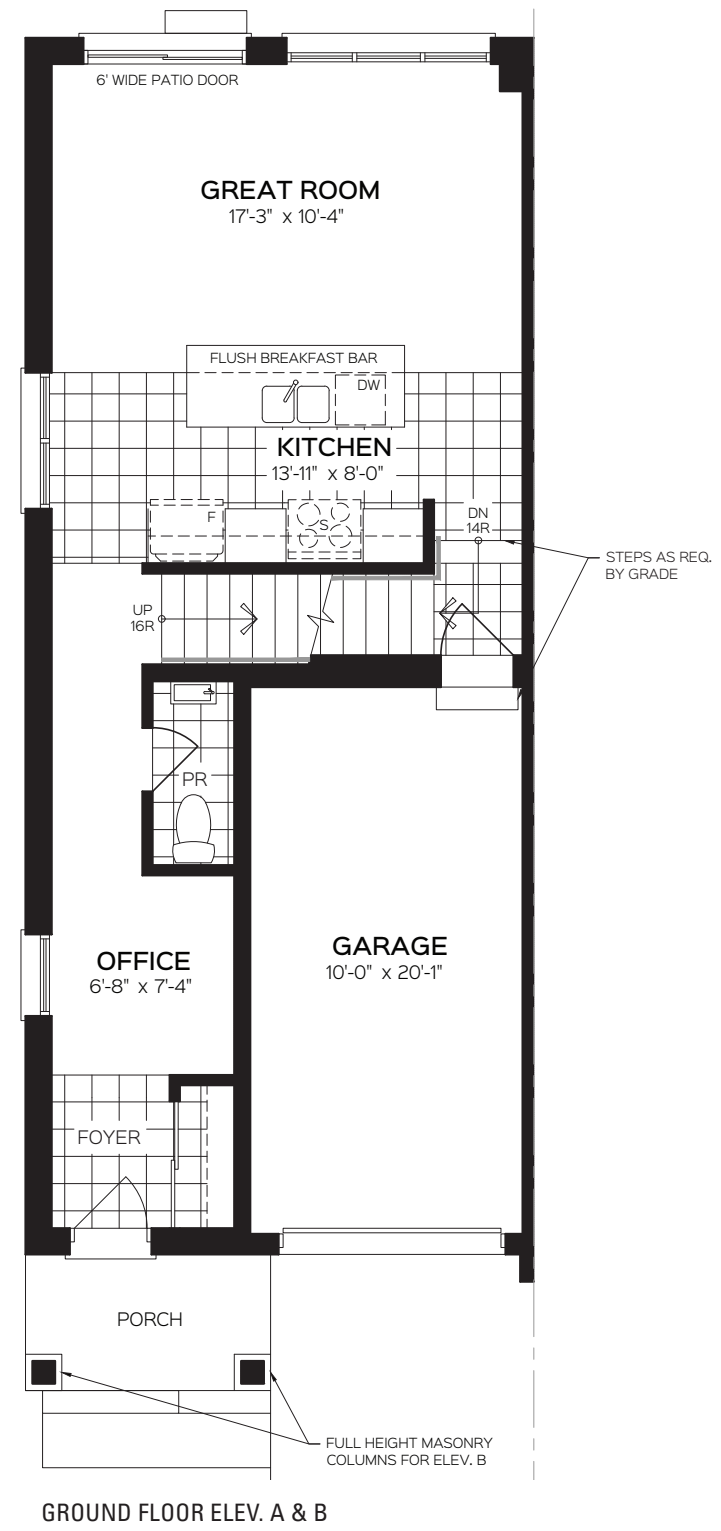 6' WIDE PATIO DOOR
GREAT ROOM
17'-3" x 10'-4"
FLUSH BREAKFAST BAR
DW
KITCHEN
13'-11" x 8'-0"
F
S
DN
14R
STEPS AS REQ.
BY GRADE
UP
16R
PR
OFFICE
6'-8" x 7'-4"
GARAGE
10'-0" x 20'-1"
FOYER
PORCH
FULL HEIGHT MASONRY
COLUMNS FOR ELEV. B
GROUND FLOOR ELEV. A & B